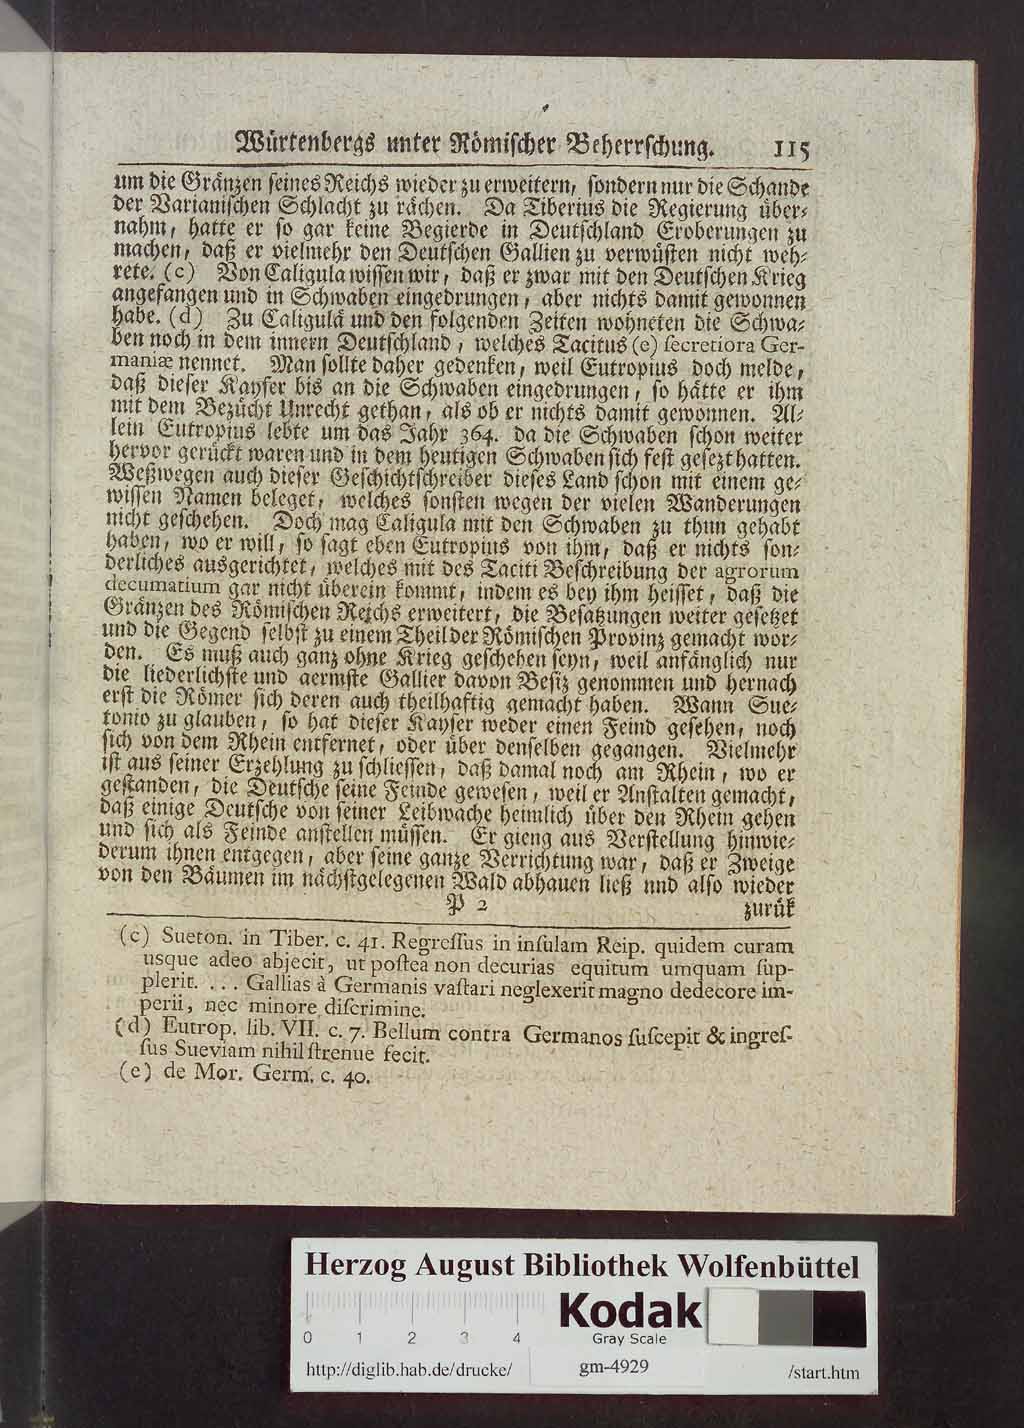 Würtenbergs unter Römischer Beherrschung. 115
um die Gränzen seines Reichs wieder zu erweitern, sondern nur die Schande
der Varianischen Schlacht zu rächen. Da Tiberius die Regierung über-
nahm, hatte er so gar keine Begierde in Deutschland Eroberungen zu
machen, daß er vielmehr den Deutschen Gallien zu verwüsten nicht weh-
rete. (c) Von Caligula wissen wir, daß er zwar mit den Deutschen Krieg
angefangen und in Schwaben eingedrungen, aber nichts damit gewonnen
habe. (d) Zu Caligulä und den folgenden Zeiten wohneten die Schwa-
ben noch in dem innern Deutschland, welches Tacitus (e) ſecretiora Ger-
maniæ nennet. Man sollte daher gedenken, weil Eutropius doch melde,
daß dieser Kayser bis an die Schwaben eingedrungen, so hätte er ihm
mit dem Bezücht Unrecht gethan, als ob er nichts damit gewonnen. Al-
lein Eutropius lebte um das Jahr 364. da die Schwaben schon weiter
hervor gerückt waren und in dem heutigen Schwaben sich fest gesezt hatten.
Weßwegen auch dieser Geschichtschreiber dieses Land schon mit einem ge-
wissen Namen beleget, welches sonsten wegen der vielen Wanderungen
nicht geschehen. Doch mag Caligula mit den Schwaben zu thun gehabt
haben, wo er will, so sagt eben Eutropius von ihm, daß er nichts son-
derliches ausgerichtet, welches mit des Taciti Beschreibung der agrorum
decumatium gar nicht überein kommt, indem es bey ihm heisset, daß die
Gränzen des Römischen Reichs erweitert, die Besatzungen weiter gesetzet
und die Gegend selbst zu einem Theil der Römischen Provinz gemacht wor-
den. Es muß auch ganz ohne Krieg geschehen seyn, weil anfänglich nur
die liederlichste und aermste Gallier davon Besiz genommen und hernach
erst die Römer sich deren auch theilhaftig gemacht haben. Wann Sue-
tonio zu glauben, so hat dieser Kayser weder einen Feind gesehen, noch
sich von dem Rhein entfernet, oder über denselben gegangen. Vielmehr
ist aus seiner Erzehlung zu schliessen, daß damal noch am Rhein, wo er
gestanden, die Deutsche seine Feinde gewesen, weil er Anstalten gemacht,
daß einige Deutsche von seiner Leibwache heimlich über den Rhein gehen
und sich als Feinde anstellen müssen. Er gieng aus Verstellung hinwie-
derum ihnen entgegen, aber seine ganze Verrichtung war, daß er Zweige
von den Bäumen im nächstgelegenen Wald abhauen ließ und also wieder
P 2 zurük
(c) Sueton. in Tiber. c. 41. Regreſſus in inſulam Reip. quidem curam
usque adeo abjecit, ut poſtea non decurias equitum umquam ſup-
plerit. ... Gallias à Germanis vaſtari neglexerit magno dedecore im-
perii, nec minore diſcrimine.
(d) Eutrop. lib. VII. c. 7. Bellum contra Germanos ſuſcepit & ingreſ-
ſus Sueviam nihil ſtrenue fecit.
(e) de Mor. Germ. c. 40.
Herzog August Bibliothek Wolfenbüttel
Kodak
Gray Scale
0 1 2 3 4
http://diglib.hab.de/drucke/ gm-4929 /start.htm